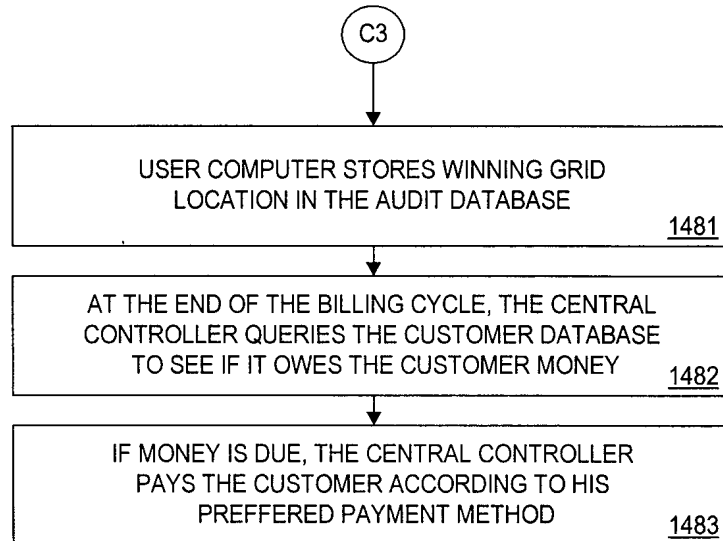 C3
USER COMPUTER STORES WINNING GRID
LOCATION IN THE AUDIT DATABASE
1481
AT THE END OF THE BILLING CYCLE, THE CENTRAL
CONTROLLER QUERIES THE CUSTOMER DATABASE
TO SEE IF IT OWES THE CUSTOMER MONEY
1482
IF MONEY IS DUE, THE CENTRAL CONTROLLER
PAYS THE CUSTOMER ACCORDING TO HIS
PREFFERED PAYMENT METHOD
1483